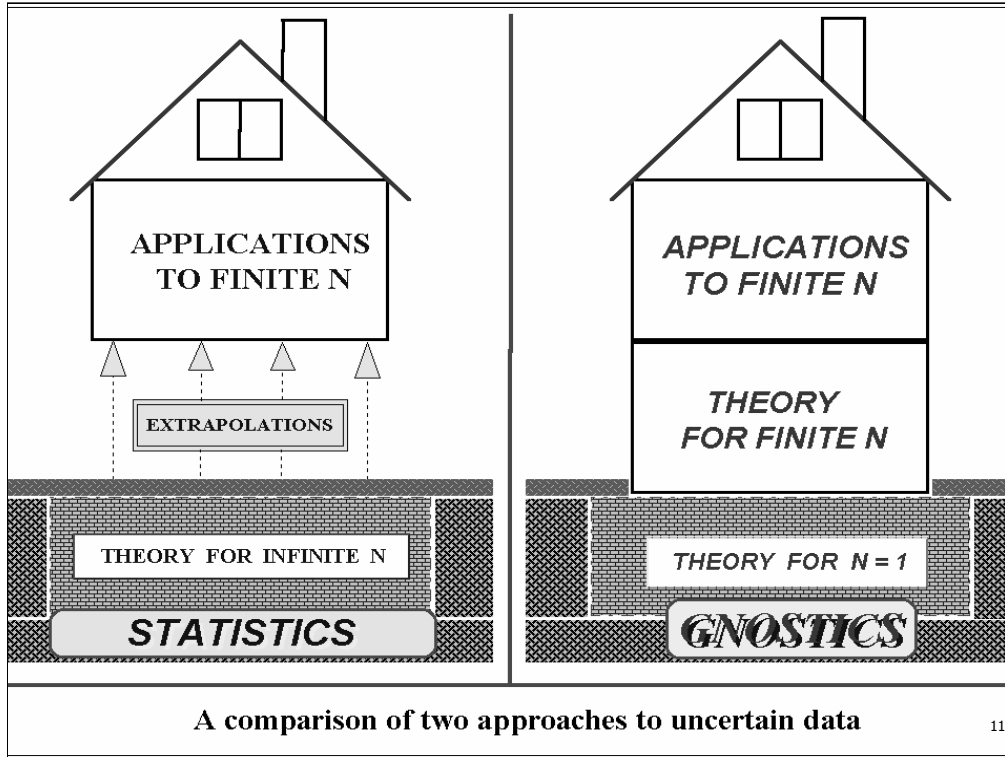 APPLICATIONS
TO FINITE N
EXTRAPOLATIONS
THEORY FOR INFINITE N
STATISTICS
APPLICATIONS
TO FINITE N
THEORY
FOR FINITE N
THEORY FOR N = 1
GNOSTICS
A comparison of two approaches to uncertain data
11